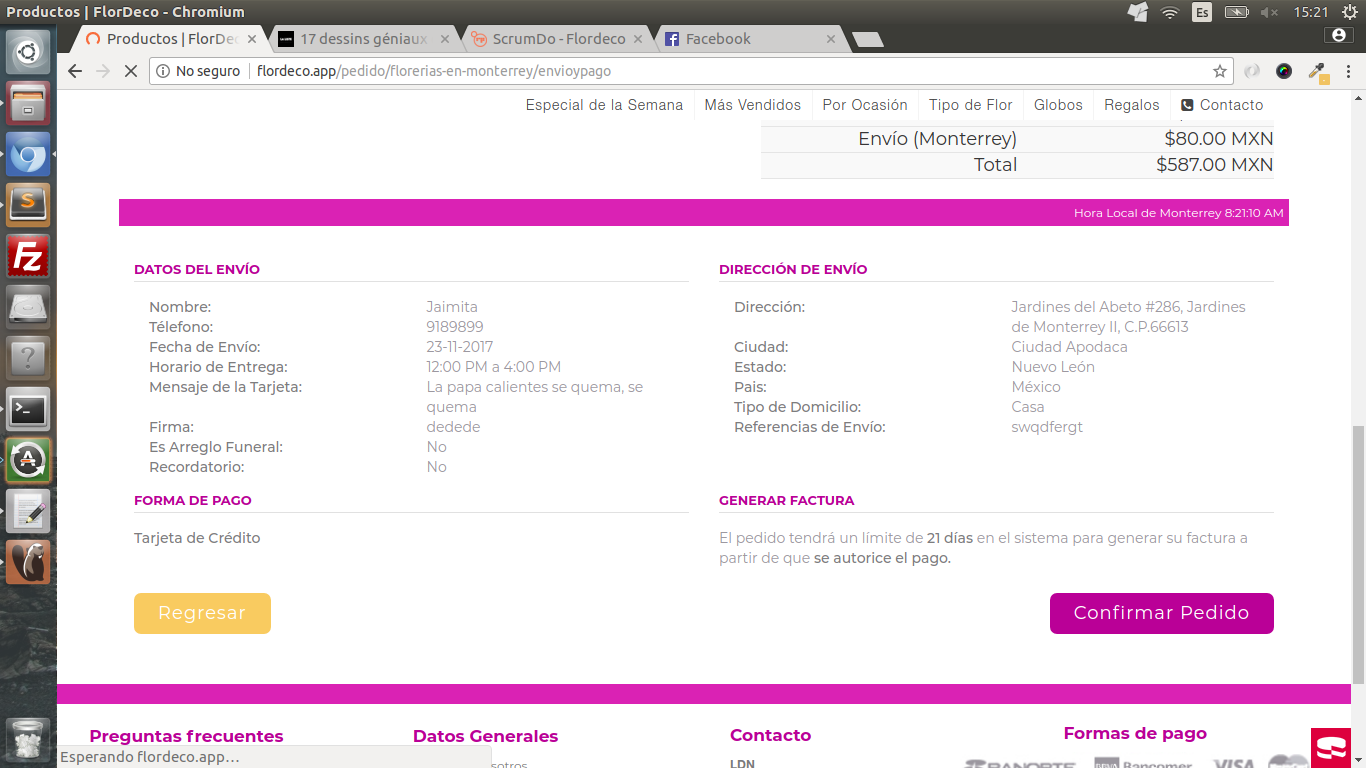 Productos | FlorDeco - Chromium
Es
15:21
Productos | FlorDec
17 dessins géniaux
ScrumDo - Flordeco
Facebook
No seguro
flordeco.app/pedido/florerias-en-monterrey/envioypago
Especial de la Semana
Más Vendidos
Por Ocasión
Tipo de Flor
Globos
Regalos
Contacto
Envío (Monterrey) $80.00 MXN
Total $587.00 MXN
Hora Local de Monterrey 8:21:10 AM
DATOS DEL ENVÍO
Nombre: Jaimita
Télefono: 9189899
Fecha de Envío: 23-11-2017
Horario de Entrega: 12:00 PM a 4:00 PM
Mensaje de la Tarjeta: La papa calientes se quema, se
quema
Firma: dedede
Es Arreglo Funeral: No
Recordatorio: No
DIRECCIÓN DE ENVÍO
Dirección: Jardines del Abeto #286, Jardines
de Monterrey II, C.P.66613
Ciudad: Ciudad Apodaca
Estado: Nuevo León
Pais: México
Tipo de Domicilio: Casa
Referencias de Envío: swqdfergt
FORMA DE PAGO
Tarjeta de Crédito
GENERAR FACTURA
El pedido tendrá un límite de 21 días en el sistema para generar su factura a
partir de que se autorice el pago.
Regresar
Confirmar Pedido
Preguntas frecuentes
Datos Generales
Contacto
Formas de pago
sotros
LDN
BANORTE
BBVA Bancomer
VISA
MasterCard
Esperando flordeco.app…